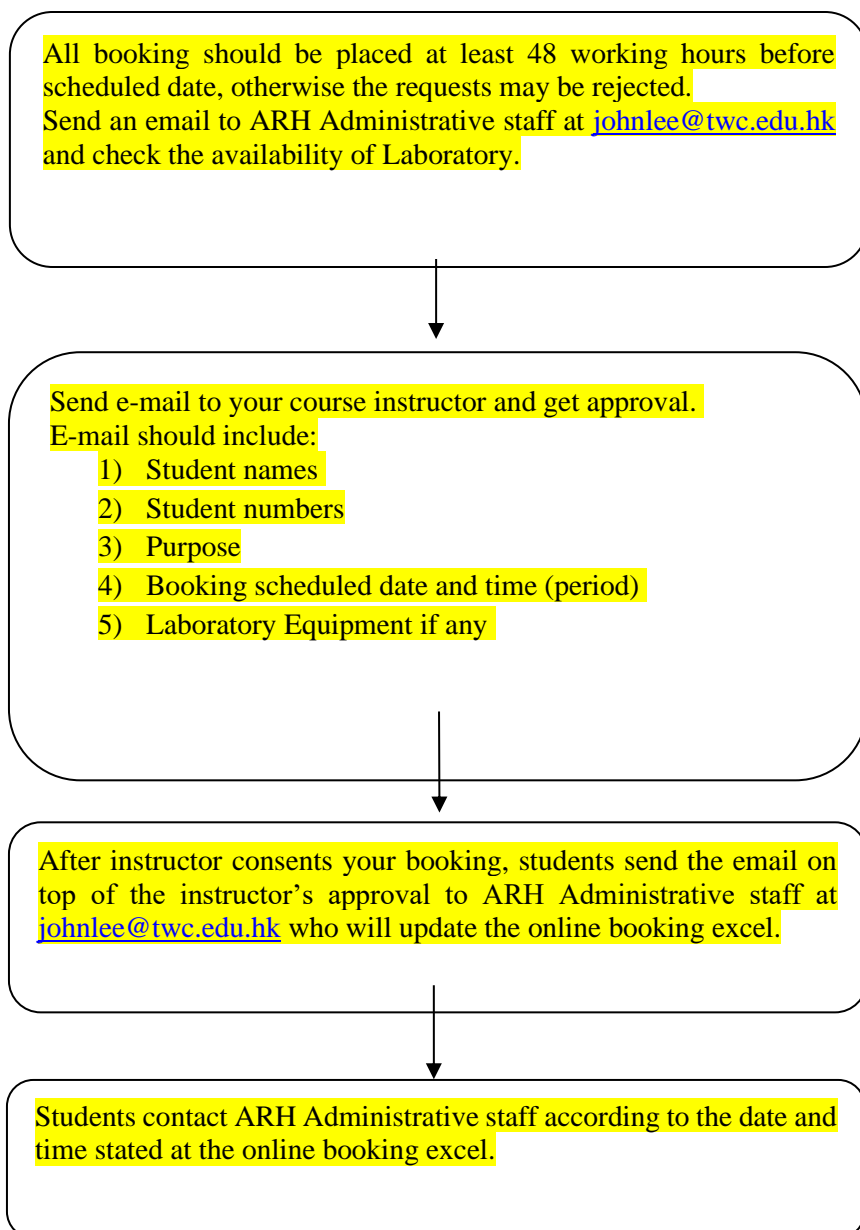 All booking should be placed at least 48 working hours before
scheduled date, otherwise the requests may be rejected.
Send an email to ARH Administrative staff at johnlee@twc.edu.hk
and check the availability of Laboratory.
Send e-mail to your course instructor and get approval.
E-mail should include:
1) Student names
2) Student numbers
3) Purpose
4) Booking scheduled date and time (period)
5) Laboratory Equipment if any
After instructor consents your booking, students send the email on
top of the instructor’s approval to ARH Administrative staff at
johnlee@twc.edu.hk who will update the online booking excel.
Students contact ARH Administrative staff according to the date and
time stated at the online booking excel.